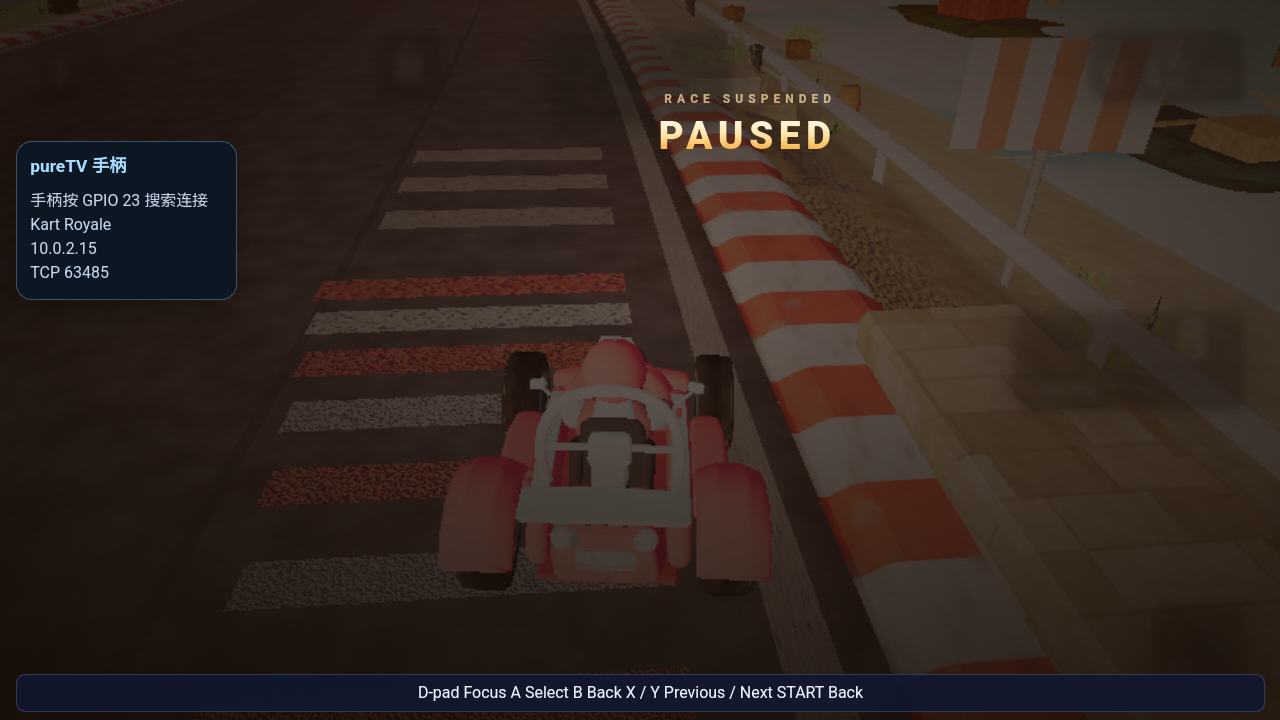 RACE SUSPENDED
PAUSED
pureTV 手柄
手柄按 GPIO 23 搜索连接
Kart Royale
10.0.2.15
TCP 63485
D-pad Focus A Select B Back X / Y Previous / Next START Back